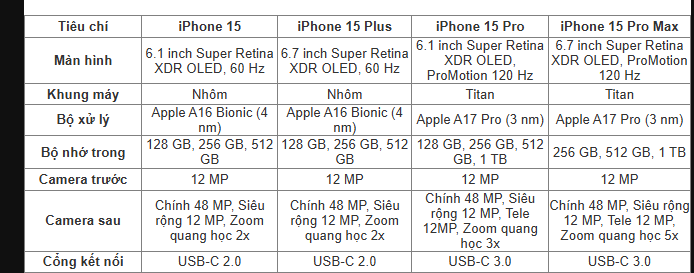 Tiêu chí | iPhone 15 | iPhone 15 Plus | iPhone 15 Pro | iPhone 15 Pro Max
Màn hình | 6.1 inch Super Retina XDR OLED, 60 Hz | 6.7 inch Super Retina XDR OLED, 60 Hz | 6.1 inch Super Retina XDR OLED, ProMotion 120 Hz | 6.7 inch Super Retina XDR OLED, ProMotion 120 Hz
Khung máy | Nhôm | Nhôm | Titan | Titan
Bộ xử lý | Apple A16 Bionic (4 nm) | Apple A16 Bionic (4 nm) | Apple A17 Pro (3 nm) | Apple A17 Pro (3 nm)
Bộ nhớ trong | 128 GB, 256 GB, 512 GB | 128 GB, 256 GB, 512 GB | 128 GB, 256 GB, 512 GB, 1 TB | 256 GB, 512 GB, 1 TB
Camera trước | 12 MP | 12 MP | 12 MP | 12 MP
Camera sau | Chính 48 MP, Siêu rộng 12 MP, Zoom quang học 2x | Chính 48 MP, Siêu rộng 12 MP, Zoom quang học 2x | Chính 48 MP, Siêu rộng 12 MP, Tele 12MP, Zoom quang học 3x | Chính 48 MP, Siêu rộng 12 MP, Tele 12 MP, Zoom quang học 5x
Cổng kết nối | USB-C 2.0 | USB-C 2.0 | USB-C 3.0 | USB-C 3.0